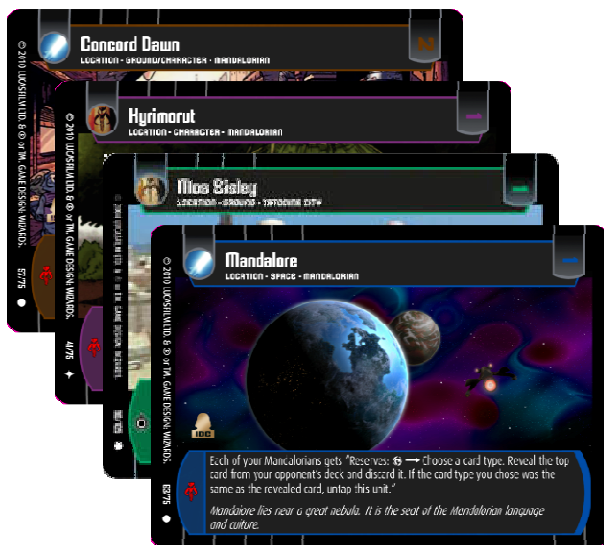 Concord Dawn
LOCATION - GROUND/CHARACTER - MANDALORIAN
© 2010 LUCASFILM LTD. & ® or TM. GAME DESIGN: WIZARDS.
57/75
Hyrimorut
LOCATION - CHARACTER - MANDALORIAN
© 2010 LUCASFILM LTD. & ® or TM. GAME DESIGN: WIZARDS.
41/75
Mos Eisley
LOCATION - GROUND - TATOOINE CITY
Mandalore
LOCATION - SPACE - MANDALORIAN
© 2010 LUCASFILM LTD. & ® or TM. GAME DESIGN: WIZARDS.
63/75
IDC
Each of your Mandalorians gets "Reserves: → Choose a card type. Reveal the top
card from your opponent's deck and discard it. If the card type you chose was the
same as the revealed card, untap this unit."
Mandalore lies near a great nebula. It is the seat of the Mandalorian language
and culture.